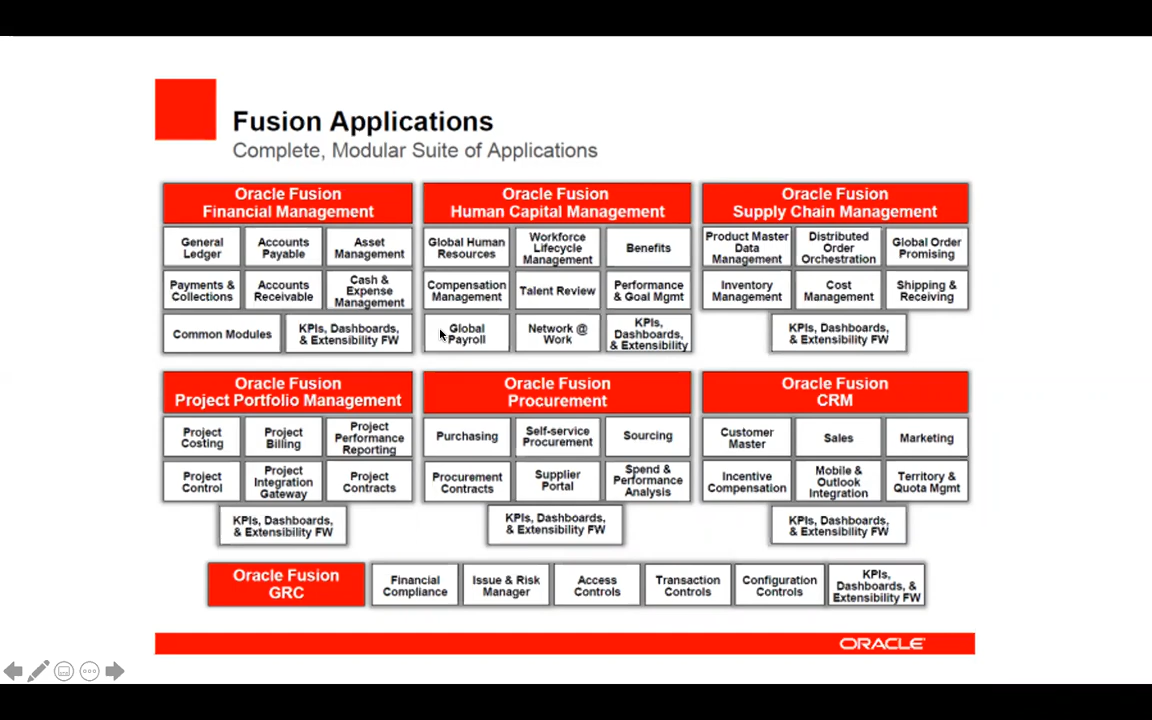 Fusion Applications
Complete, Modular Suite of Applications
Oracle Fusion
Financial Management
General
Ledger
Accounts
Payable
Asset
Management
Payments &
Collections
Accounts
Receivable
Cash &
Expense
Management
Common Modules
KPIs, Dashboards,
& Extensibility FW
Oracle Fusion
Human Capital Management
Global Human
Resources
Workforce
Lifecycle
Management
Benefits
Compensation
Management
Talent Review
Performance
& Goal Mgmt
Global
Payroll
Network @
Work
KPIs,
Dashboards,
& Extensibility
Oracle Fusion
Supply Chain Management
Product Master
Data
Management
Distributed
Order
Orchestration
Global Order
Promising
Inventory
Management
Cost
Management
Shipping &
Receiving
KPIs, Dashboards,
& Extensibility FW
Oracle Fusion
Project Portfolio Management
Project
Costing
Project
Billing
Project
Performance
Reporting
Project
Control
Project
Integration
Gateway
Project
Contracts
KPIs, Dashboards,
& Extensibility FW
Oracle Fusion
Procurement
Purchasing
Self-service
Procurement
Sourcing
Procurement
Contracts
Supplier
Portal
Spend &
Performance
Analysis
KPIs, Dashboards,
& Extensibility FW
Oracle Fusion
CRM
Customer
Master
Sales
Marketing
Incentive
Compensation
Mobile &
Outlook
Integration
Territory &
Quota Mgmt
KPIs, Dashboards,
& Extensibility FW
Oracle Fusion
GRC
Financial
Compliance
Issue & Risk
Manager
Access
Controls
Transaction
Controls
Configuration
Controls
KPIs,
Dashboards, &
Extensibility FW
ORACLE